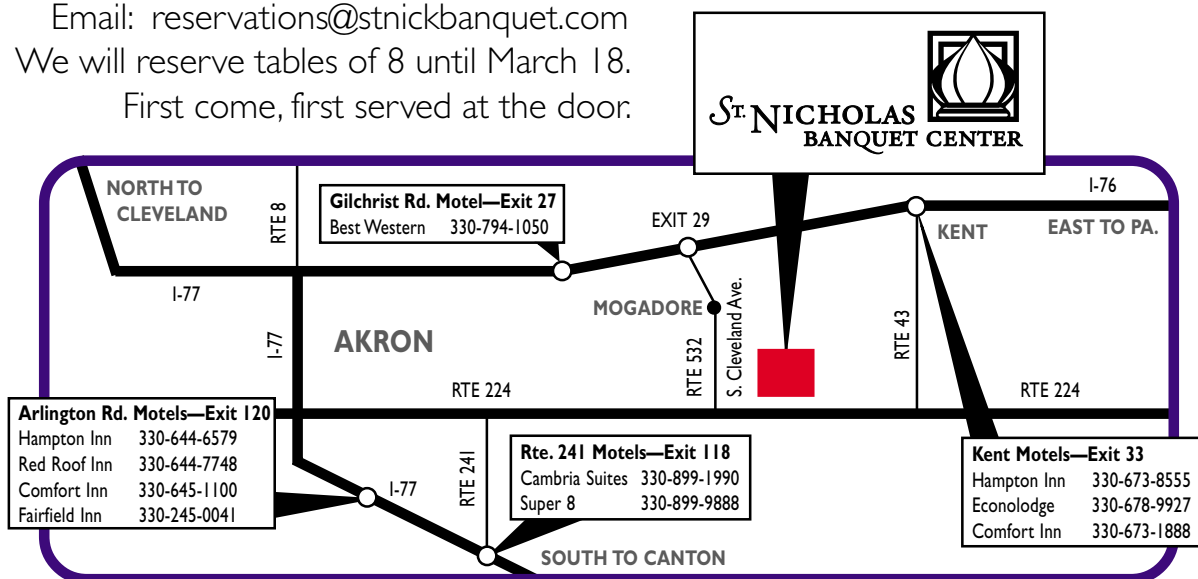 Email: reservations@stnickbanquet.com
We will reserve tables of 8 until March 18.
First come, first served at the door.
ST. NICHOLAS
BANQUET CENTER
NORTH TO
CLEVELAND
RTE 8
Gilchrist Rd. Motel—Exit 27
Best Western 330-794-1050
EXIT 29
I-76
KENT
EAST TO PA.
I-77
I-77
AKRON
MOGADORE
RTE 532
S. Cleveland Ave.
RTE 43
RTE 224
RTE 224
Arlington Rd. Motels—Exit 120
Hampton Inn 330-644-6579
Red Roof Inn 330-644-7748
Comfort Inn 330-645-1100
Fairfield Inn 330-245-0041
I-77
RTE 241
Rte. 241 Motels—Exit 118
Cambria Suites 330-899-1990
Super 8 330-899-9888
Kent Motels—Exit 33
Hampton Inn 330-673-8555
Econolodge 330-678-9927
Comfort Inn 330-673-1888
SOUTH TO CANTON